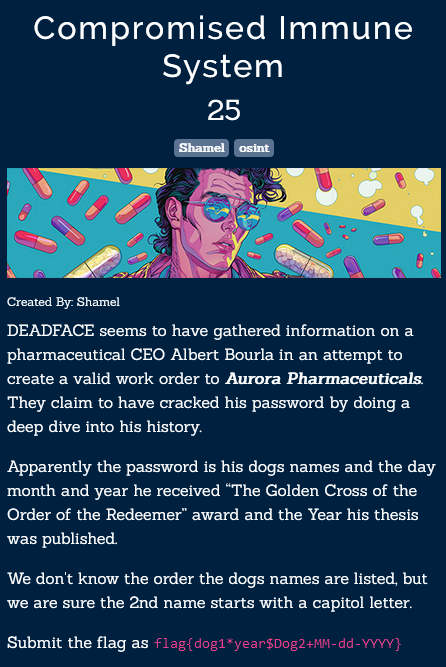 Compromised Immune
System
25
Shamel osint
Created By: Shamel
DEADFACE seems to have gathered information on a
pharmaceutical CEO Albert Bourla in an attempt to
create a valid work order to Aurora Pharmaceuticals.
They claim to have cracked his password by doing a
deep dive into his history.
Apparently the password is his dogs names and the day
month and year he received “The Golden Cross of the
Order of the Redeemer” award and the Year his thesis
was published.
We don't know the order the dogs names are listed, but
we are sure the 2nd name starts with a capitol letter.
Submit the flag as flag{dog1*year$Dog2+MM-dd-YYYY}